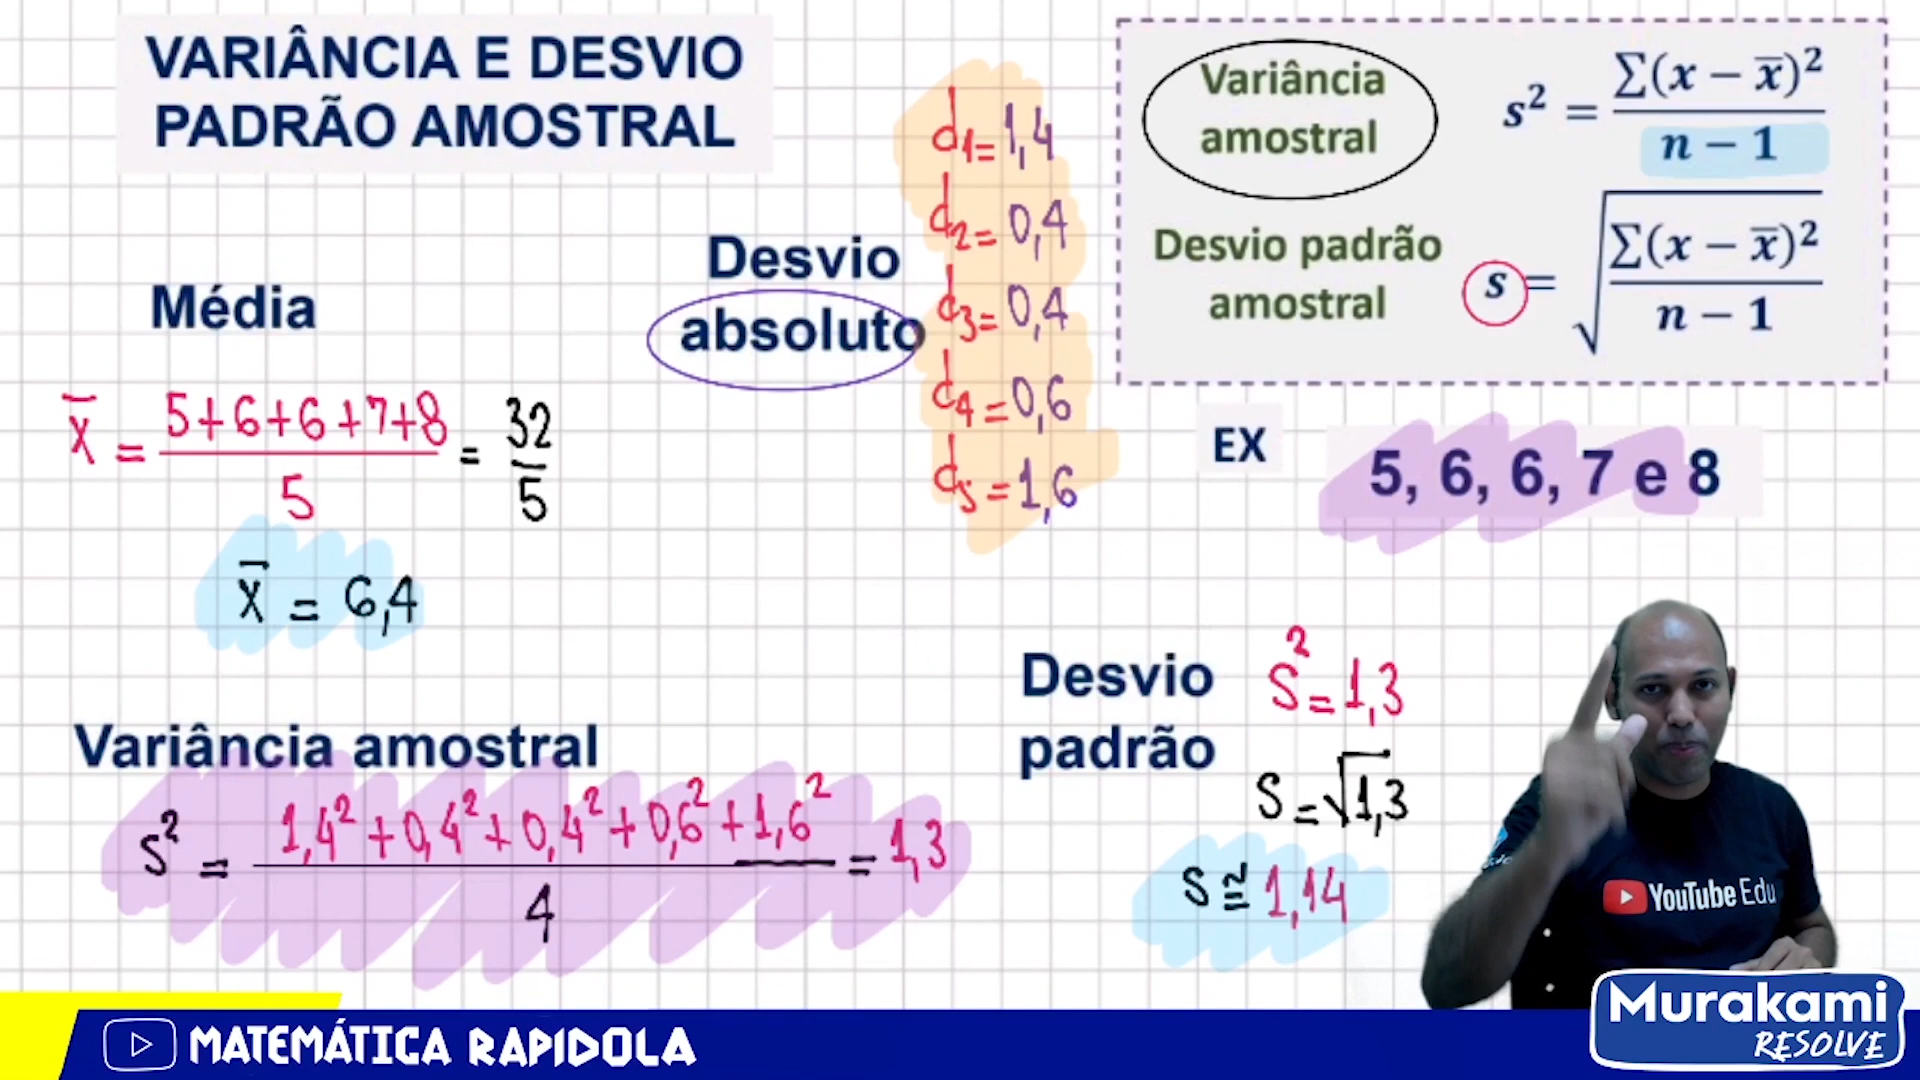 VARIÂNCIA E DESVIO
PADRÃO AMOSTRAL
Média
x̄ = (5+6+6+7+8)/5 = 32/5
x̄ = 6,4
Desvio
absoluto
d1= 1,4
d2= 0,4
d3= 0,4
d4= 0,6
d5= 1,6
Variância
amostral
s² = ∑(x − x̄)² / (n − 1)
Desvio padrão
amostral
s = √(∑(x − x̄)² / (n − 1))
EX
5, 6, 6, 7 e 8
Variância amostral
s² = (1,4² + 0,4² + 0,4² + 0,6² + 1,6²)/4 = 1,3
Desvio
padrão
S² = 1,3
S = √1,3
S ≅ 1,14
YouTube Edu
MATEMÁTICA RAPIDOLA
Murakami
RESOLVE